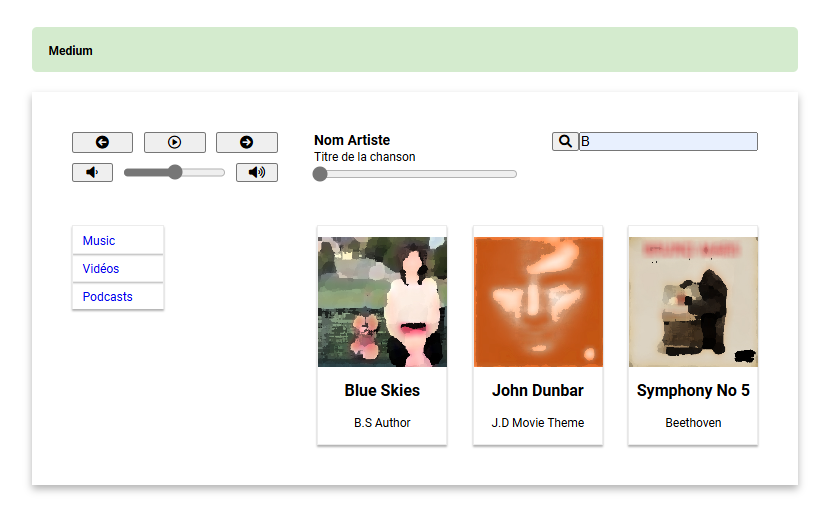 Medium
Nom Artiste
Titre de la chanson
B
Music
Vidéos
Podcasts
Blue Skies
B.S Author
John Dunbar
J.D Movie Theme
Symphony No 5
Beethoven